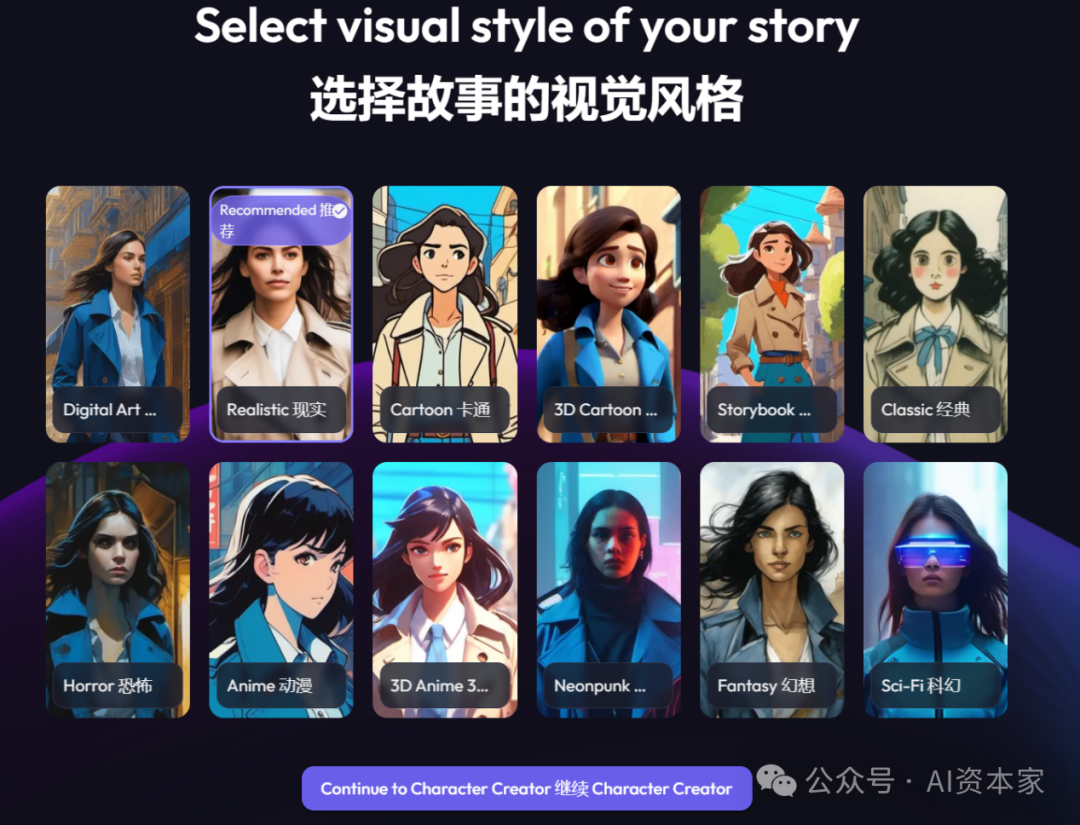 Select visual style of your story
选择故事的视觉风格
Recommended 推
荐
Digital Art ...
Realistic 现实
Cartoon 卡通
3D Cartoon ...
Storybook ...
Classic 经典
Horror 恐怖
Anime 动漫
3D Anime 3...
Neonpunk ...
Fantasy 幻想
Sci-Fi 科幻
Continue to Character Creator 继续 Character Creator
公众号 · AI资本家